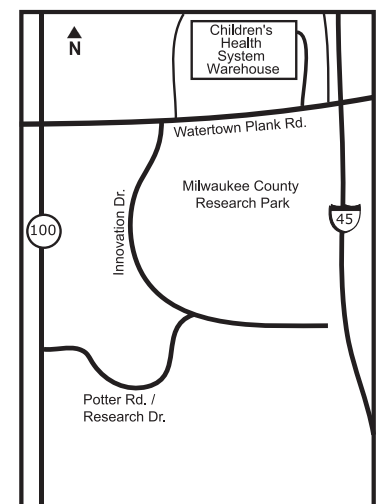 Children's
Health
System
Warehouse
N
Watertown Plank Rd.
Milwaukee County
Research Park
Innovation Dr.
100
45
Potter Rd. /
Research Dr.